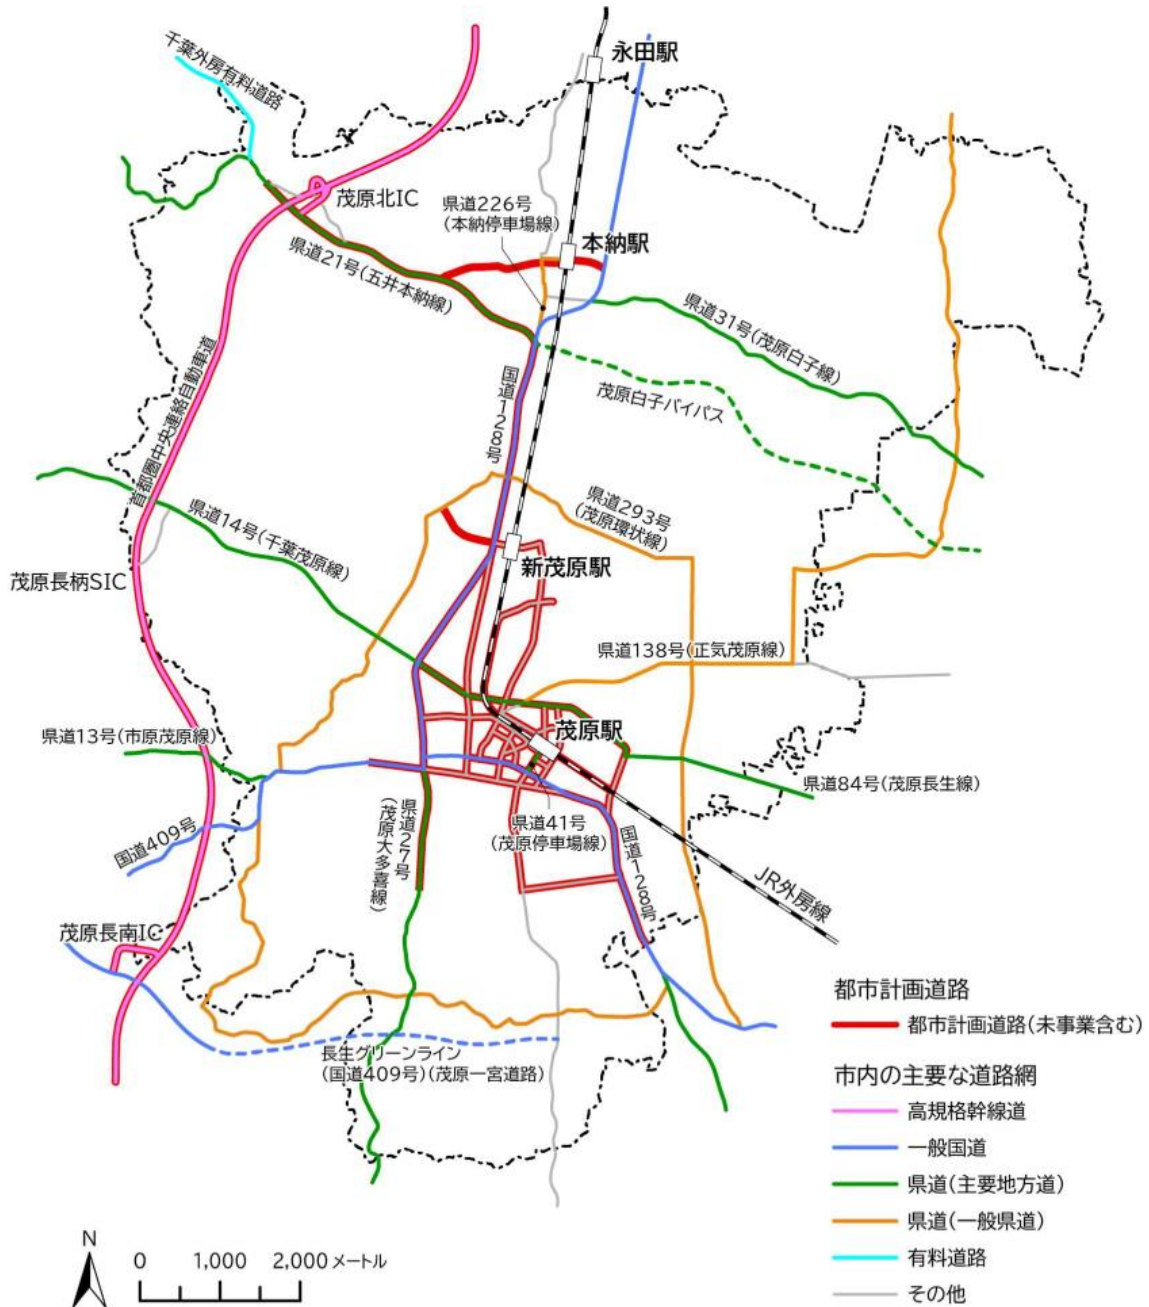 永田駅
千葉外房有料道路
茂原北IC
県道226号
(本納停車場線)
本納駅
県道21号(五井本納線)
県道31号(茂原白子線)
首都圏中央連絡自動車道
国道128号
茂原白子バイパス
県道14号(千葉茂原線)
県道293号
(茂原環状線)
茂原長柄SIC
新茂原駅
県道138号(正気茂原線)
県道13号(市原茂原線)
茂原駅
県道84号(茂原長生線)
国道409号
県道27号
(茂原大多喜線)
県道41号
(茂原停車場線)
国道128号
JR外房線
茂原長南IC
長生グリーンライン
(国道409号)(茂原一宮道路)
都市計画道路
都市計画道路(未事業含む)
市内の主要な道路網
高規格幹線道
一般国道
県道(主要地方道)
県道(一般県道)
有料道路
その他
N
0 1,000 2,000 メートル